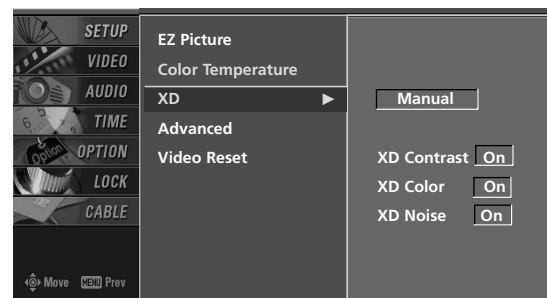 SETUP
VIDEO
AUDIO
TIME
OPTION
LOCK
CABLE
Move MENU Prev
EZ Picture
Color Temperature
XD ►
Advanced
Video Reset
Manual
XD Contrast On
XD Color On
XD Noise On